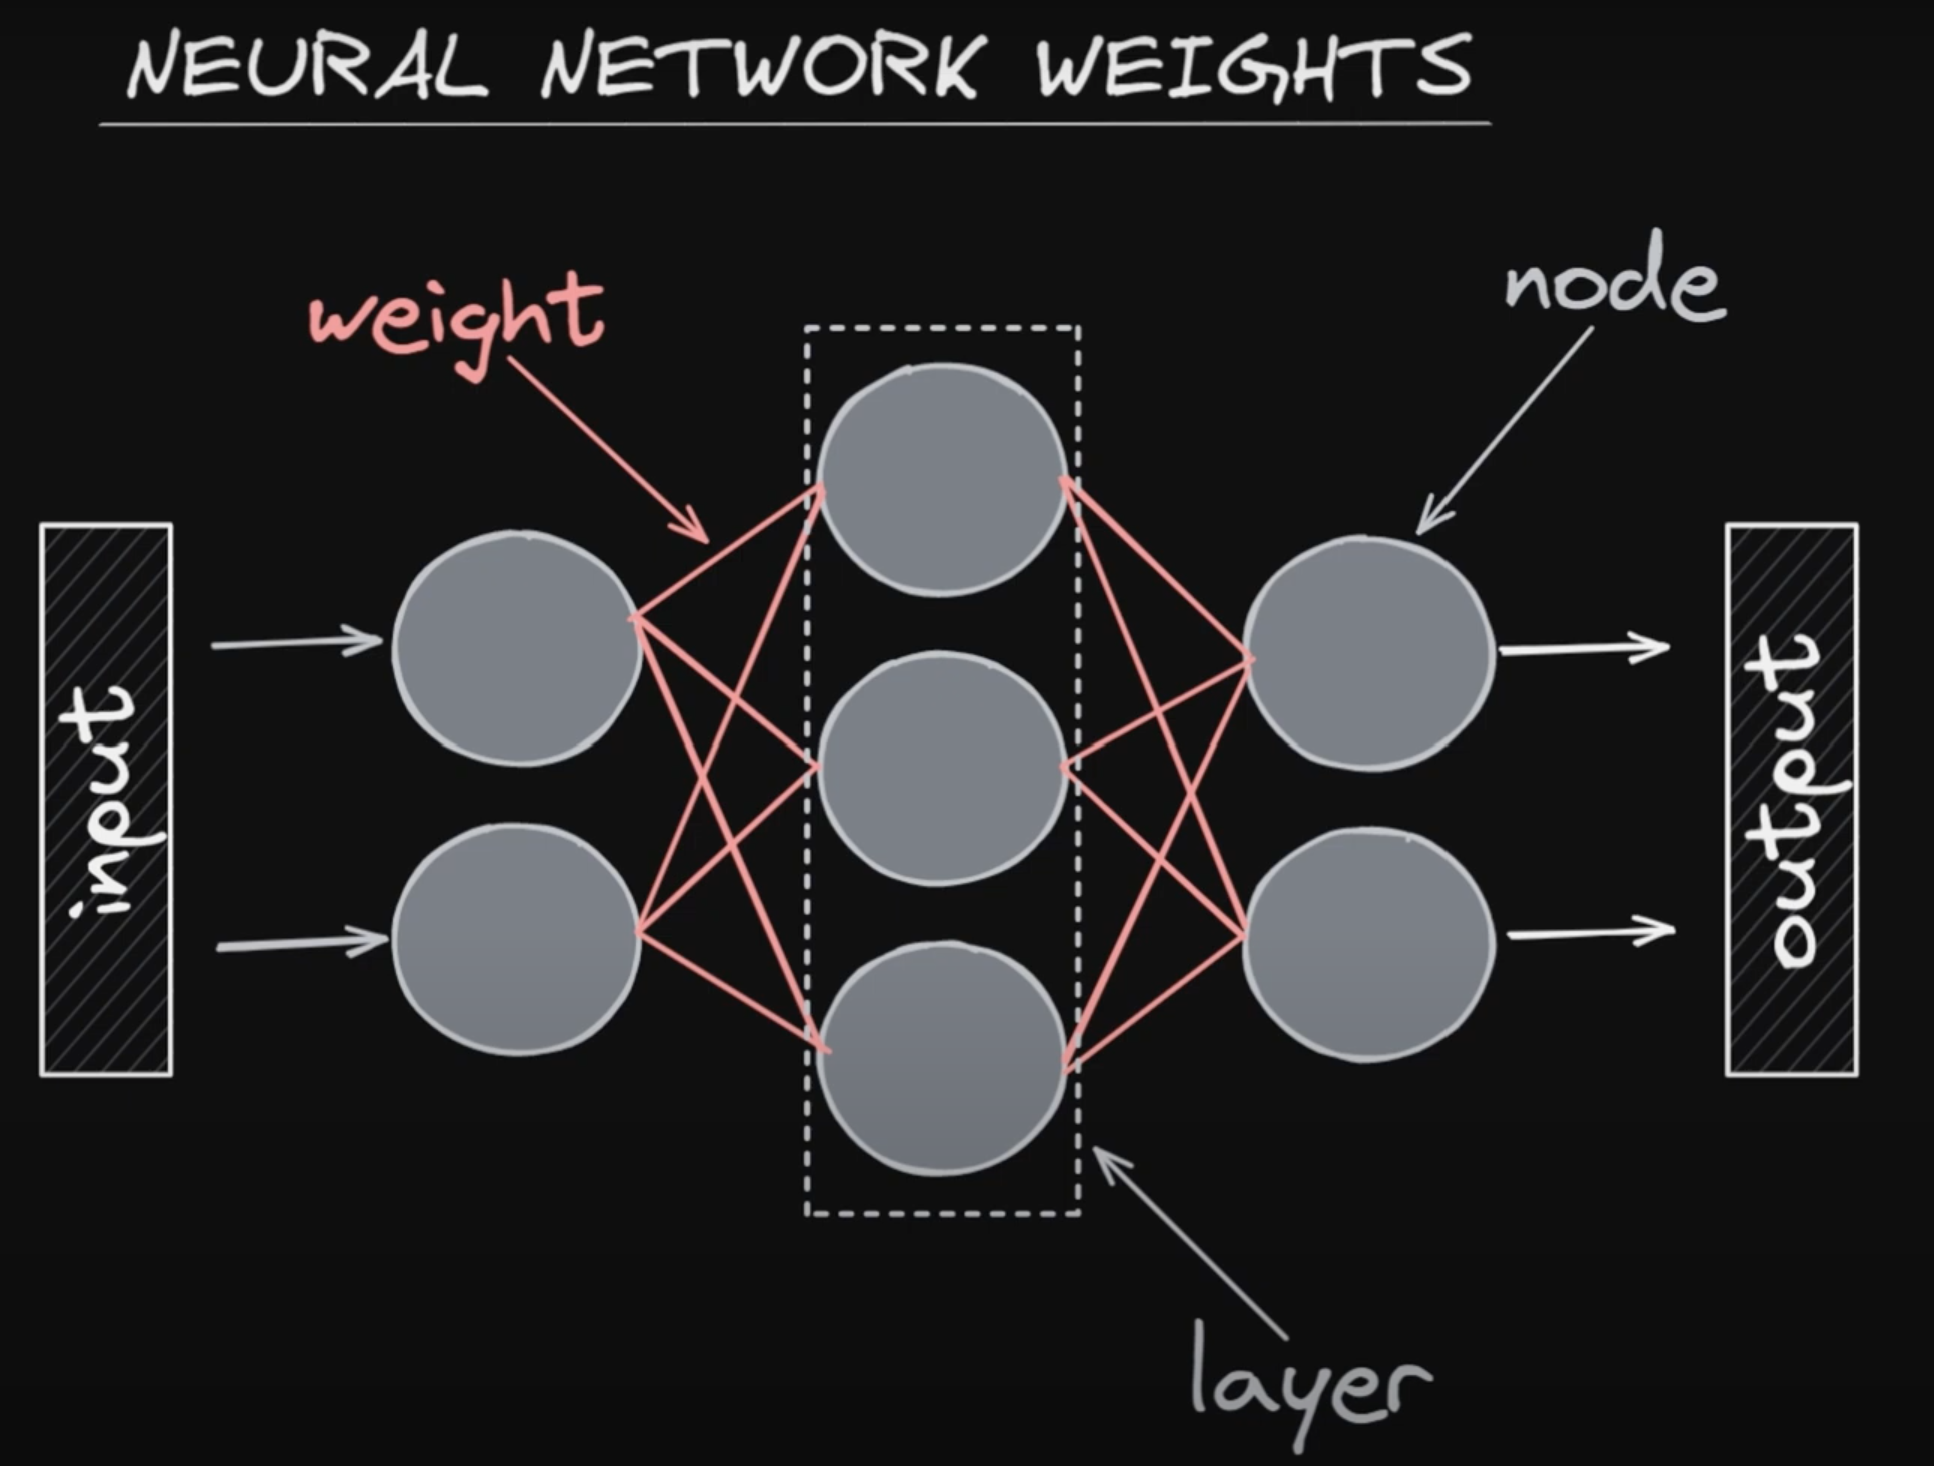 NEURAL NETWORK WEIGHTS
weight
node
input
output
layer